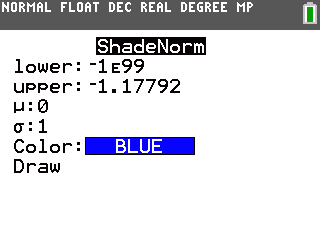 NORMAL FLOAT DEC REAL DEGREE MP
ShadeNorm
lower:⁻1ᴇ99
upper:⁻1.17792
μ:0
σ:1
Color: BLUE
Draw